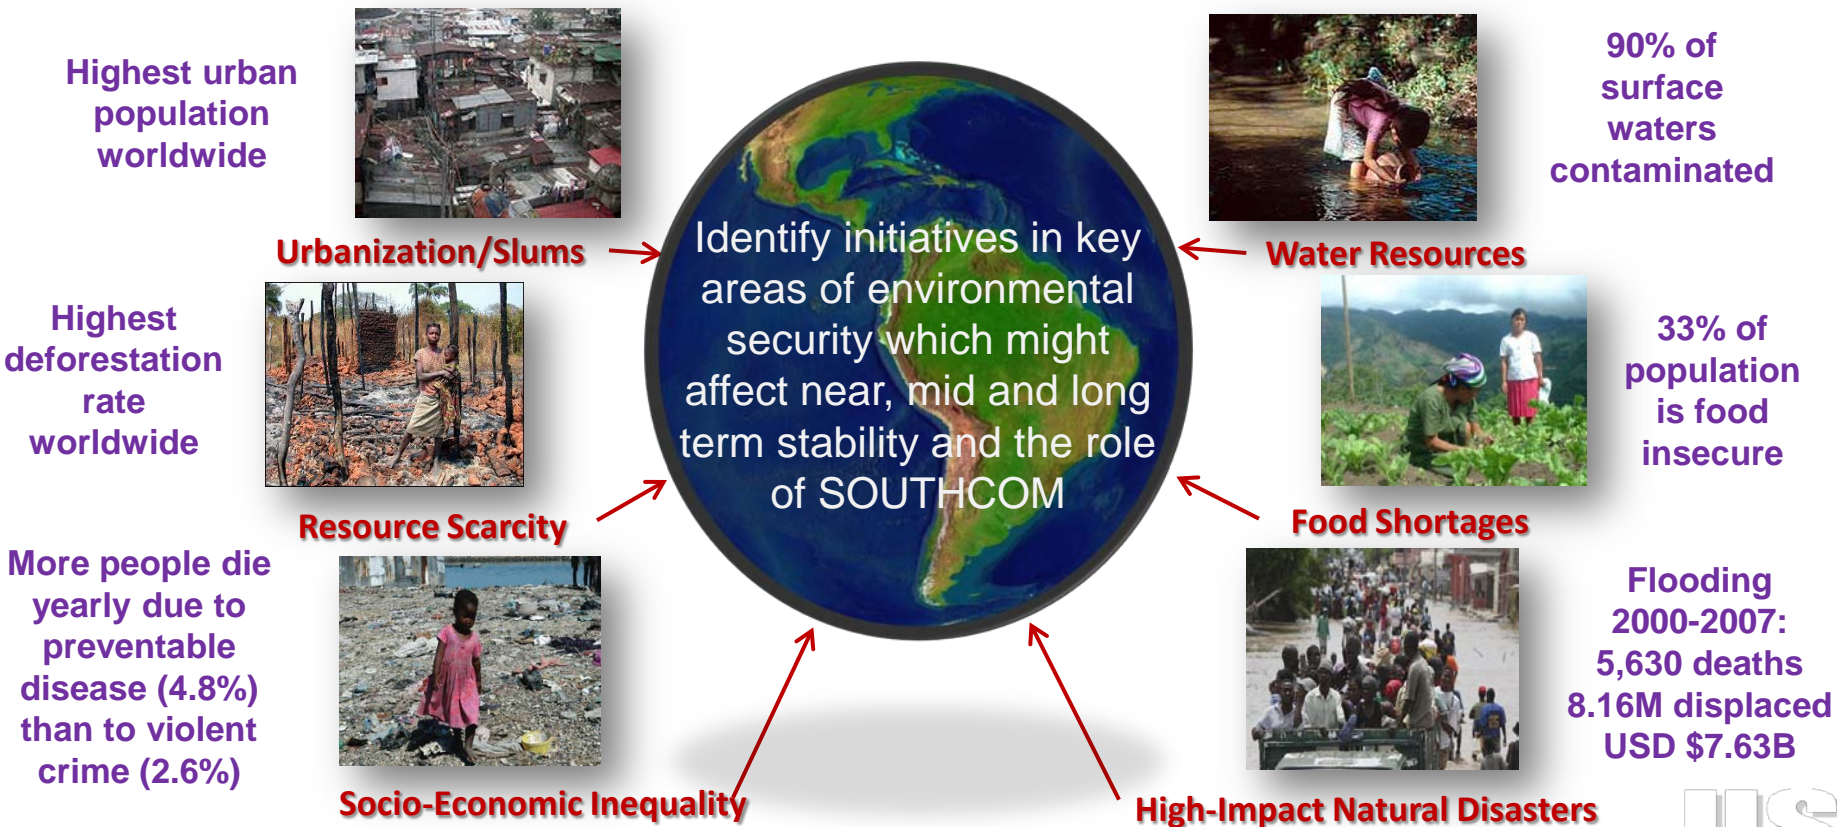 Highest urban
population
worldwide
Urbanization/Slums
Highest
deforestation
rate
worldwide
Resource Scarcity
More people die
yearly due to
preventable
disease (4.8%)
than to violent
crime (2.6%)
Socio-Economic Inequality
Identify initiatives in key
areas of environmental
security which might
affect near, mid and long
term stability and the role
of SOUTHCOM
90% of
surface
waters
contaminated
Water Resources
33% of
population
is food
insecure
Food Shortages
Flooding
2000-2007:
5,630 deaths
8.16M displaced
USD $7.63B
High-Impact Natural Disasters